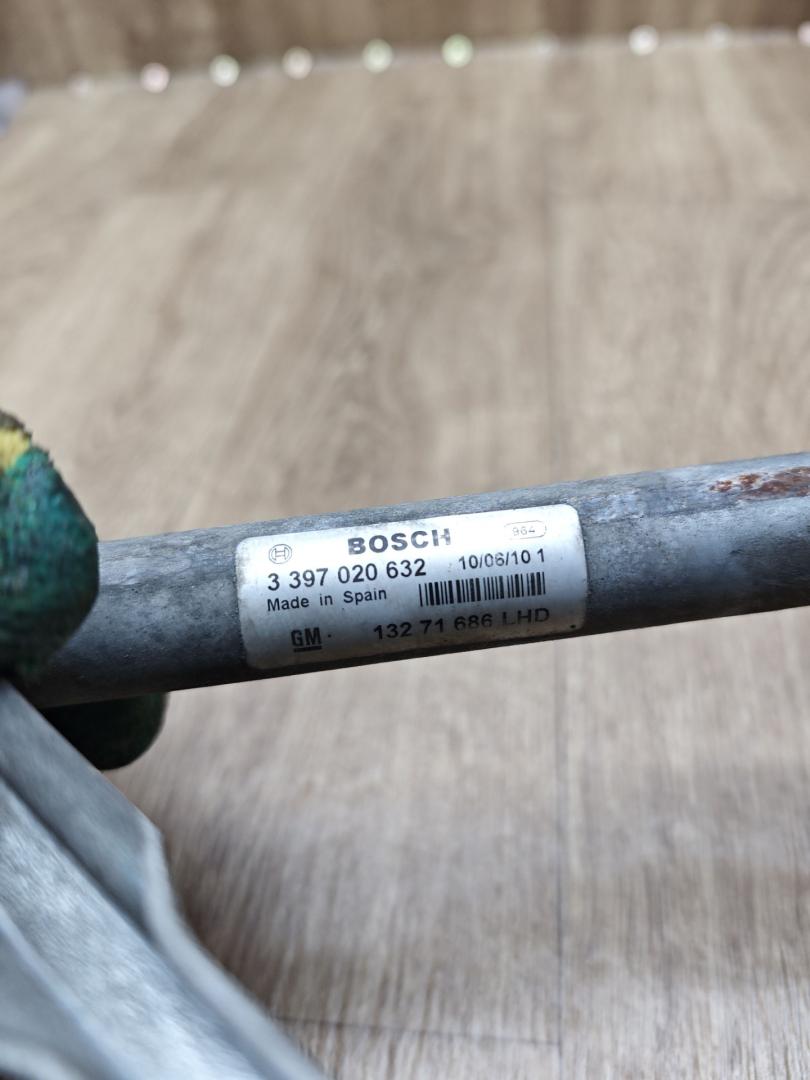 BOSCH 964
3 397 020 632 10/06/10 1
Made in Spain
GM 132 71 686 LHD